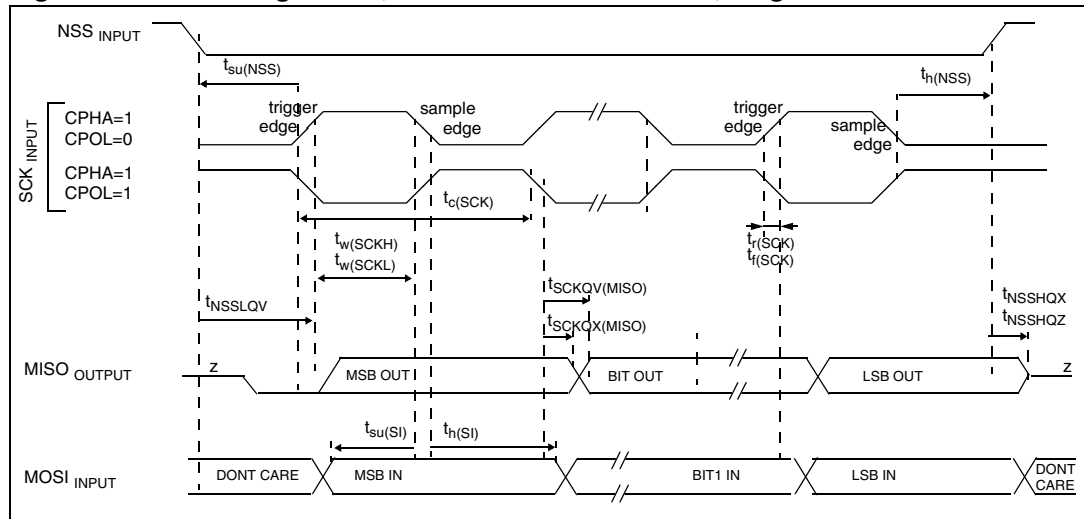 NSS INPUT
tsu(NSS)
th(NSS)
SCK INPUT
CPHA=1
CPOL=0
CPHA=1
CPOL=1
trigger
edge
sample
edge
trigger
edge
sample
edge
tc(SCK)
tw(SCKH)
tw(SCKL)
tr(SCK)
tf(SCK)
tNSSLQV
tSCKQV(MISO)
tSCKQX(MISO)
tNSSHQX
tNSSHQZ
MISO OUTPUT
z
MSB OUT
BIT OUT
LSB OUT
z
tsu(SI)
th(SI)
MOSI INPUT
DONT CARE
MSB IN
BIT1 IN
LSB IN
DONT
CARE